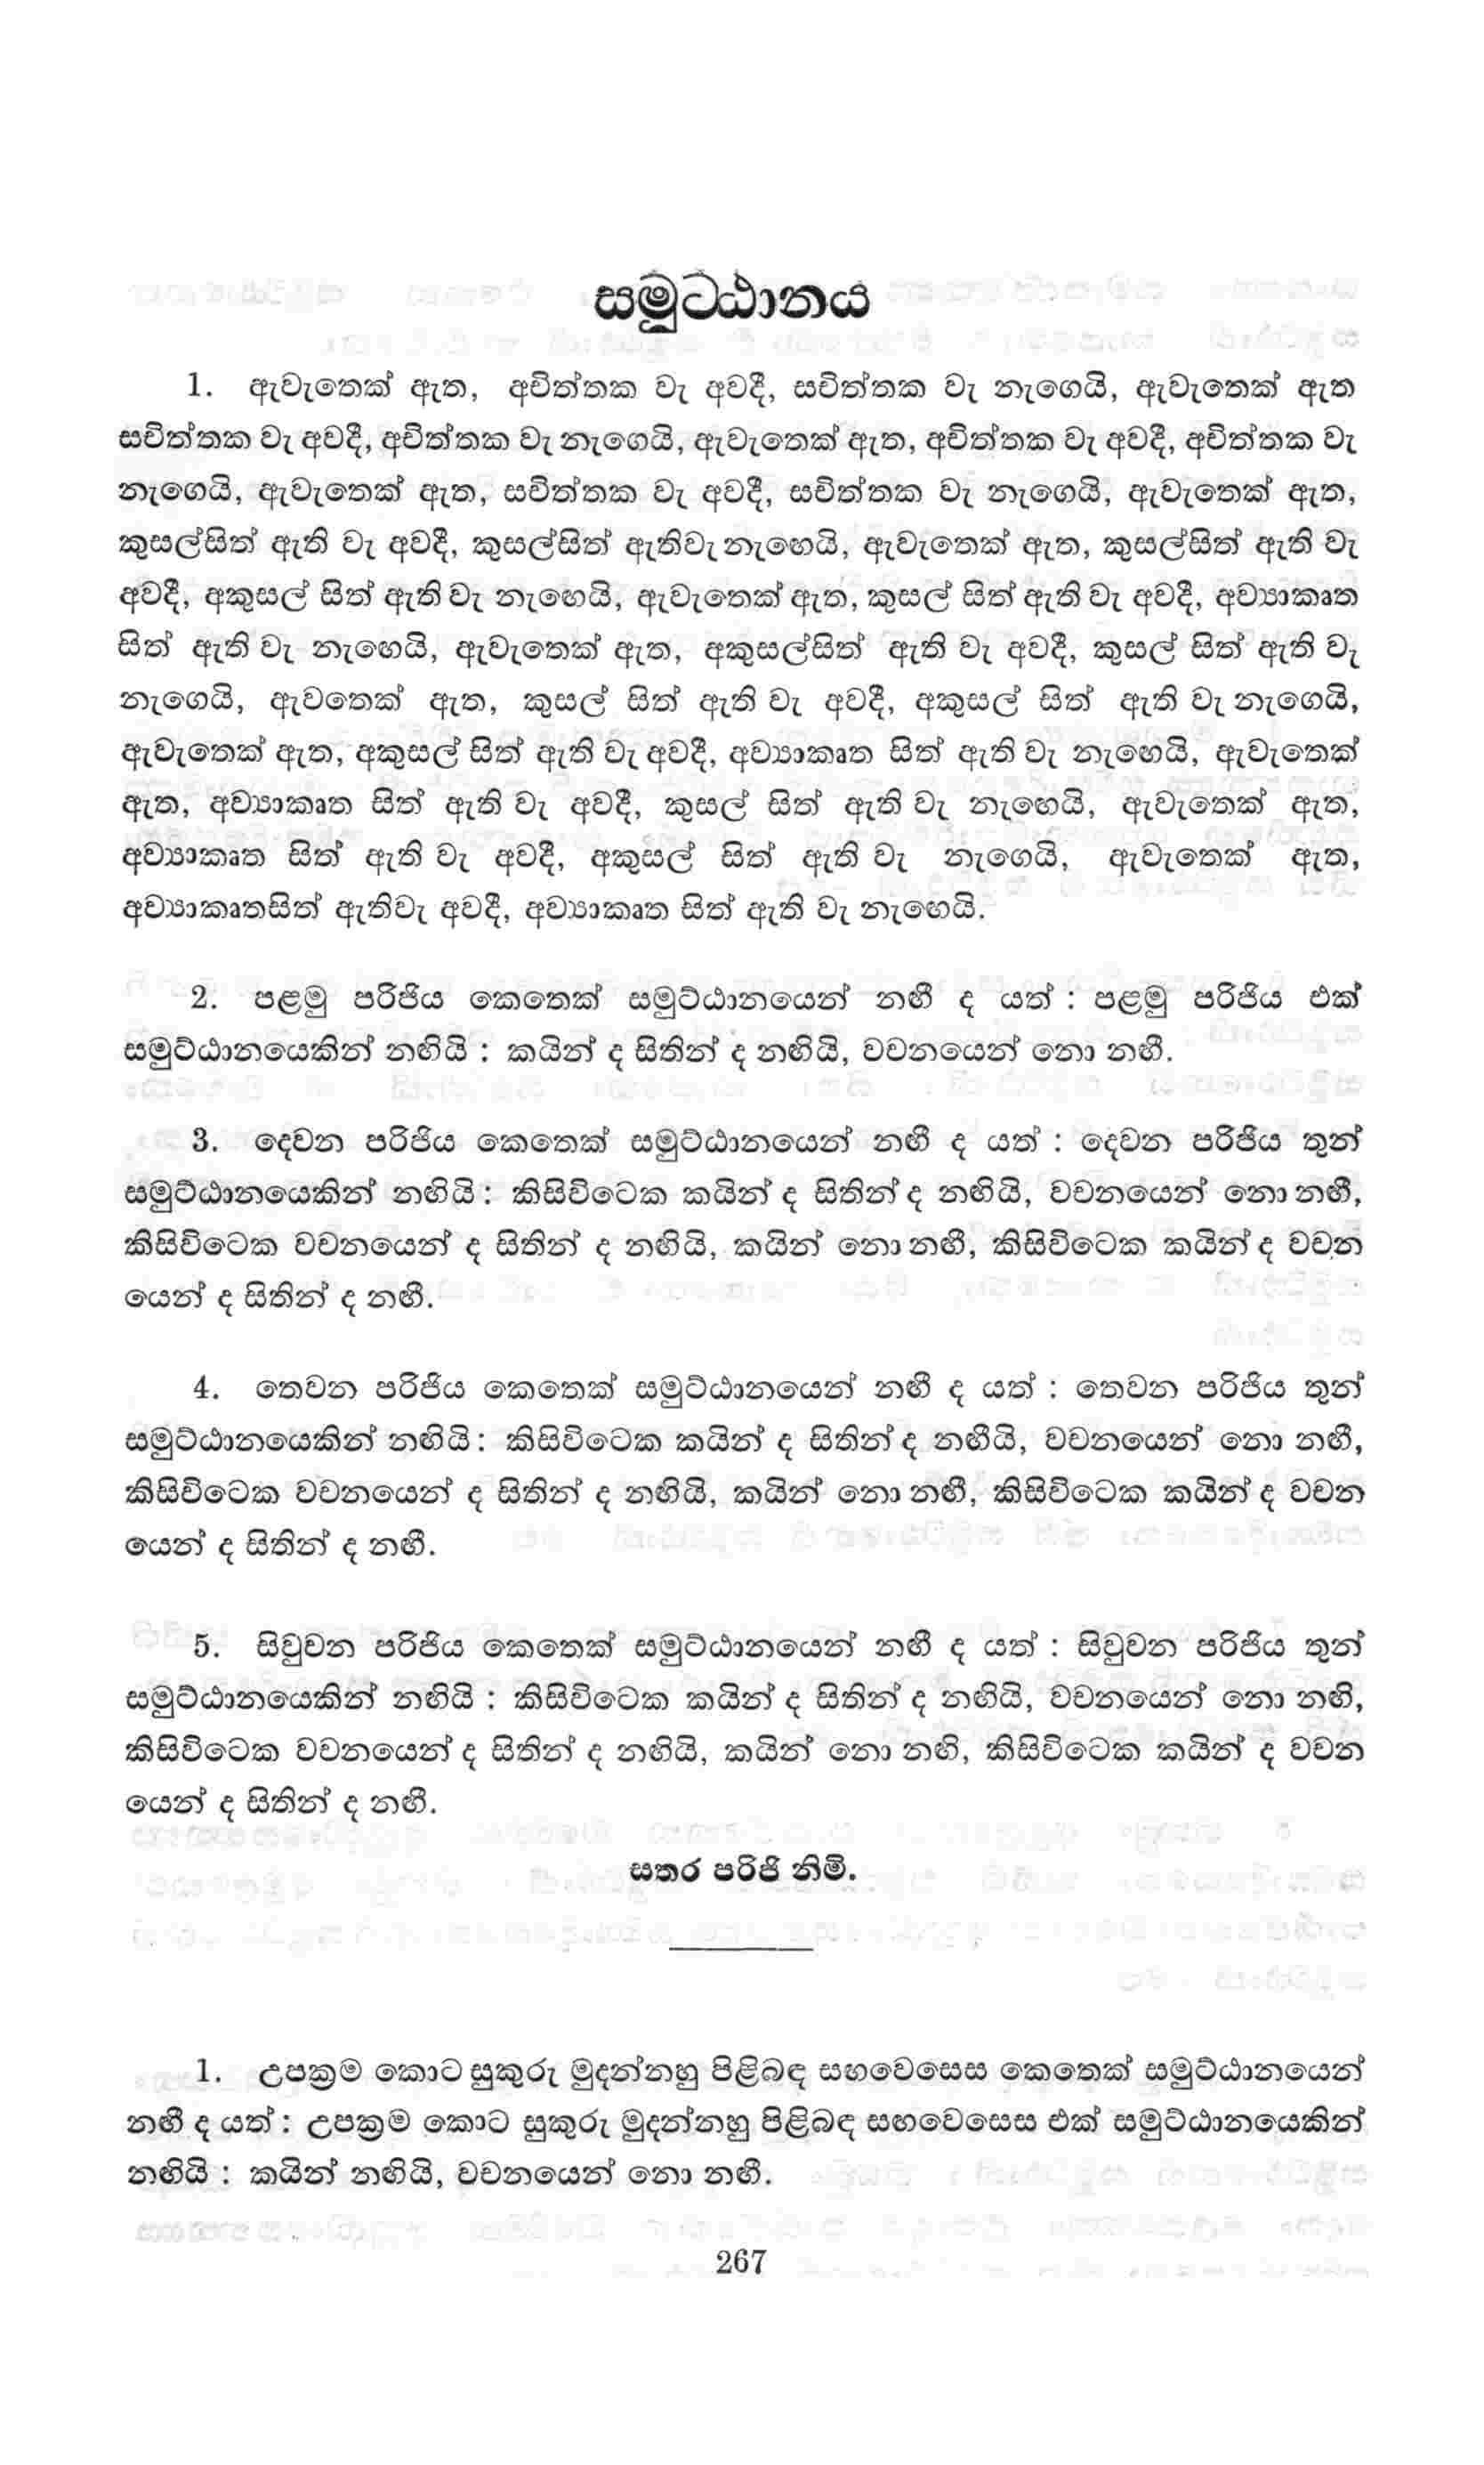 සමුට්ඨානය
1. ඇවැතෙක් ඇත, අචිත්තක වැ අවදී, සචිත්තක වැ නැගෙයි, ඇවැතෙක් ඇත
සචිත්තක වැ අවදී, අචිත්තක වැ නැගෙයි, ඇවැතෙක් ඇත, අචිත්තක වැ අවදී, අචිත්තක වැ
නැගෙයි, ඇවැතෙක් ඇත, සචිත්තක වැ අවදී, සචිත්තක වැ නැගෙයි, ඇවැතෙක් ඇත,
කුසල්සිත් ඇති වැ අවදී, කුසල්සිත් ඇතිවැ නැඟෙයි, ඇවැතෙක් ඇත, කුසල්සිත් ඇති වැ
අවදී, අකුසල් සිත් ඇති වැ නැඟෙයි, ඇවැතෙක් ඇත, කුසල් සිත් ඇති වැ අවදී, අව්‍යාකෘත
සිත් ඇති වැ නැඟෙයි, ඇවැතෙක් ඇත, අකුසල්සිත් ඇති වැ අවදී, කුසල් සිත් ඇති වැ
නැගෙයි, ඇවතෙක් ඇත, කුසල් සිත් ඇති වැ අවදී, අකුසල් සිත් ඇති වැ නැගෙයි,
ඇවැතෙක් ඇත, අකුසල් සිත් ඇති වැ අවදී, අව්‍යාකෘත සිත් ඇති වැ නැඟෙයි, ඇවැතෙක්
ඇත, අව්‍යාකෘත සිත් ඇති වැ අවදී, කුසල් සිත් ඇති වැ නැඟෙයි, ඇවැතෙක් ඇත,
අව්‍යාකෘත සිත් ඇති වැ අවදී, අකුසල් සිත් ඇති වැ නැගෙයි, ඇවැතෙක් ඇත,
අව්‍යාකෘතසිත් ඇතිවැ අවදී, අව්‍යාකෘත සිත් ඇති වැ නැඟෙයි.
2. පළමු පරිජිය කෙතෙක් සමුට්ඨානයෙන් නඟී ද යත් : පළමු පරිජිය එක්
සමුට්ඨානයෙකින් නඟියි : කයින් ද සිතින් ද නඟියි, වචනයෙන් නො නඟී.
3. දෙවන පරිජිය කෙතෙක් සමුට්ඨානයෙන් නඟී ද යත් : දෙවන පරිජිය තුන්
සමුට්ඨානයෙකින් නඟියි : කිසිවිටෙක කයින් ද සිතින් ද නඟියි, වචනයෙන් නො නඟී,
කිසිවිටෙක වචනයෙන් ද සිතින් ද නඟියි, කයින් නො නඟී, කිසිවිටෙක කයින් ද වචන
යෙන් ද සිතින් ද නඟී.
4. තෙවන පරිජිය කෙතෙක් සමුට්ඨානයෙන් නඟී ද යත් : තෙවන පරිජිය තුන්
සමුට්ඨානයෙකින් නඟියි : කිසිවිටෙක කයින් ද සිතින් ද නඟීයි, වචනයෙන් නො නඟී,
කිසිවිටෙක වචනයෙන් ද සිතින් ද නඟියි, කයින් නො නඟී, කිසිවිටෙක කයින් ද වචන
යෙන් ද සිතින් ද නඟී.
5. සිවුවන පරිජිය කෙතෙක් සමුට්ඨානයෙන් නඟී ද යත් : සිවුවන පරිජිය තුන්
සමුට්ඨානයෙකින් නඟියි : කිසිවිටෙක කයින් ද සිතින් ද නඟියි, වචනයෙන් නො නඟි,
කිසිවිටෙක වචනයෙන් ද සිතින් ද නඟියි, කයින් නො නඟි, කිසිවිටෙක කයින් ද වචන
යෙන් ද සිතින් ද නඟී.
සතර පරිජි නිමි.
1. උපක්‍රම කොට සුකුරු මුදන්නහු පිළිබඳ සඟවෙසෙස කෙතෙක් සමුට්ඨානයෙන්
නඟී ද යත් : උපක්‍රම කොට සුකුරු මුදන්නහු පිළිබඳ සඟවෙසෙස එක් සමුට්ඨානයෙකින්
නඟියි : කයින් නඟියි, වචනයෙන් නො නඟී.
267